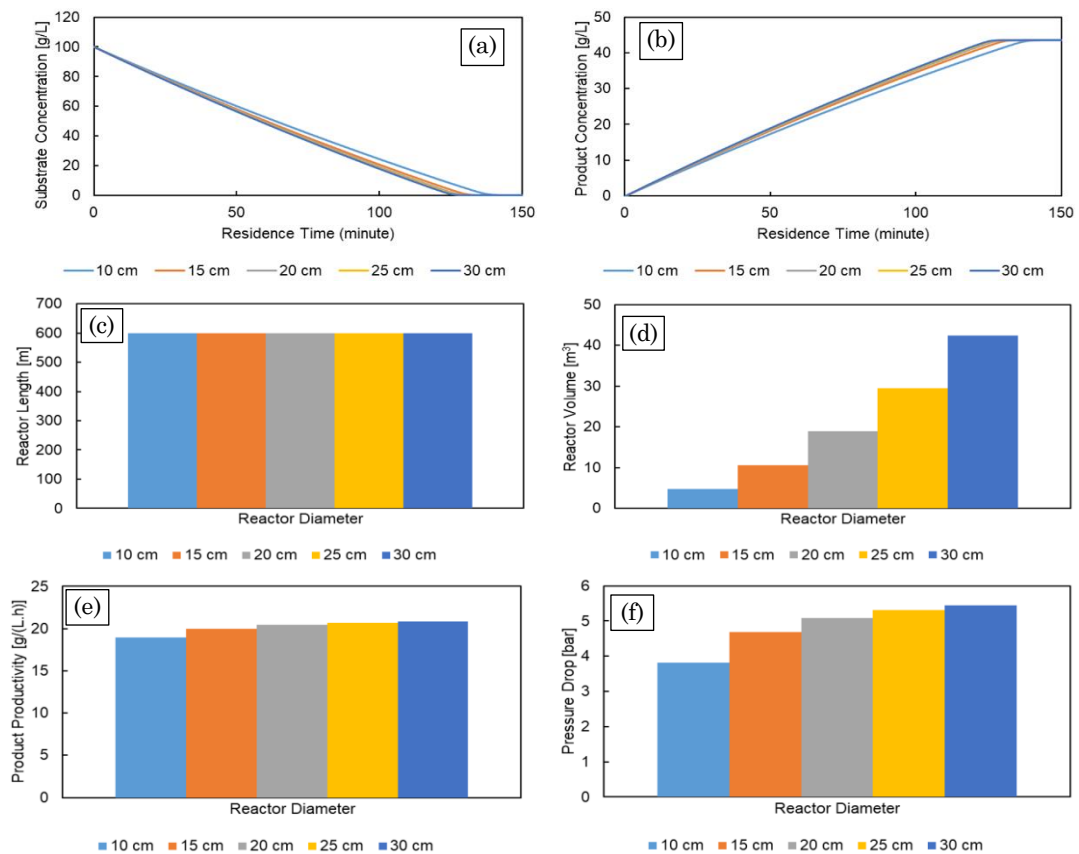 (a)
Substrate Concentration [g/L]
120
100
80
60
40
20
0
0 50 100 150
Residence Time (minute)
10 cm 15 cm 20 cm 25 cm 30 cm
(b)
Product Concentration [g/L]
50
40
30
20
10
0
0 50 100 150
Residence Time (minute)
10 cm 15 cm 20 cm 25 cm 30 cm
(c)
Reactor Length [m]
700
600
500
400
300
200
100
0
Reactor Diameter
10 cm 15 cm 20 cm 25 cm 30 cm
(d)
Reactor Volume [m³]
50
40
30
20
10
0
Reactor Diameter
10 cm 15 cm 20 cm 25 cm 30 cm
(e)
Product Productivity [g/(L.h)]
25
20
15
10
5
0
Reactor Diameter
10 cm 15 cm 20 cm 25 cm 30 cm
(f)
Pressure Drop [bar]
6
5
4
3
2
1
0
Reactor Diameter
10 cm 15 cm 20 cm 25 cm 30 cm